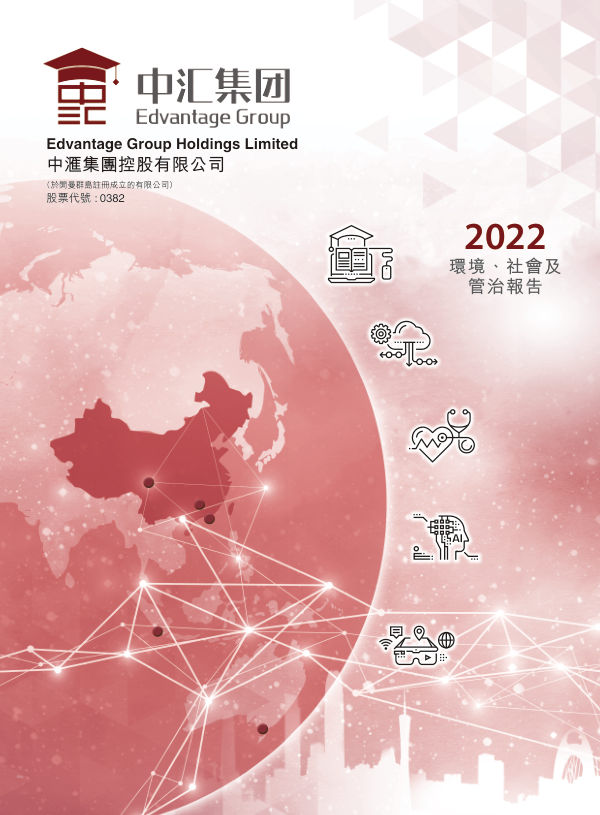 中汇集团
Edvantage Group
Edvantage Group Holdings Limited
中滙集團控股有限公司
(於開曼群島註冊成立的有限公司)
股票代號 : 0382
2022
環境、社會及
管治報告
AI